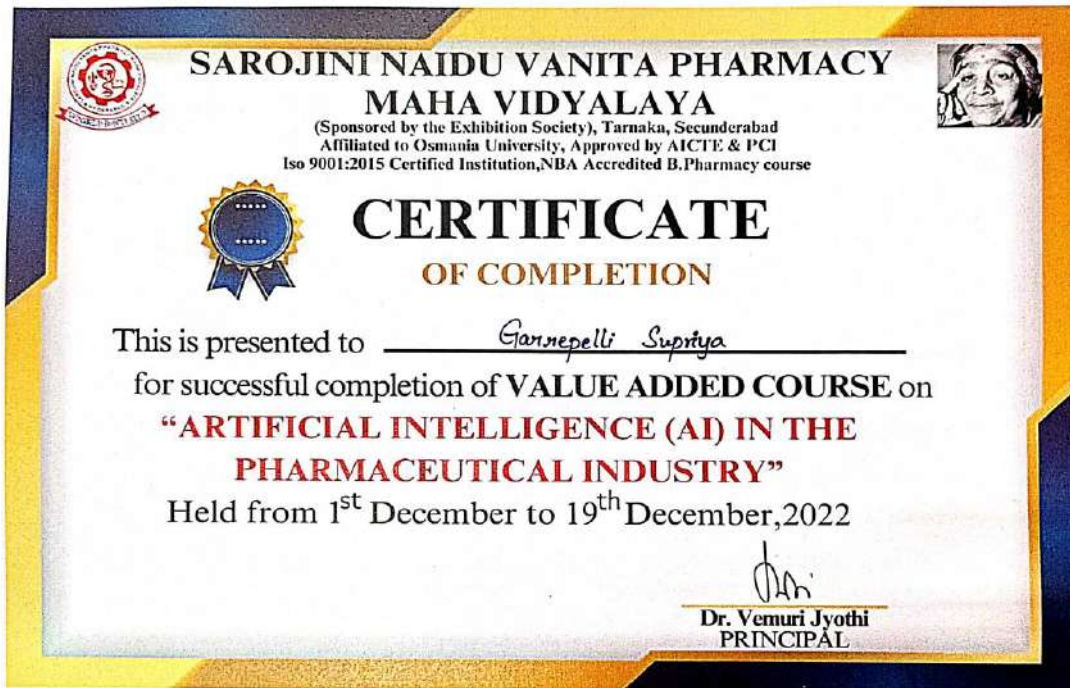 SAROJINI NAIDU VANITA PHARMACY
MAHA VIDYALAYA
(Sponsored by the Exhibition Society), Tarnaka, Secunderabad
Affiliated to Osmania University, Approved by AICTE & PCI
Iso 9001:2015 Certified Institution,NBA Accredited B.Pharmacy course
CERTIFICATE
OF COMPLETION
This is presented to Garnepelli Supriya
for successful completion of VALUE ADDED COURSE on
“ARTIFICIAL INTELLIGENCE (AI) IN THE
PHARMACEUTICAL INDUSTRY”
Held from 1st December to 19th December,2022
Dr. Vemuri Jyothi
PRINCIPAL